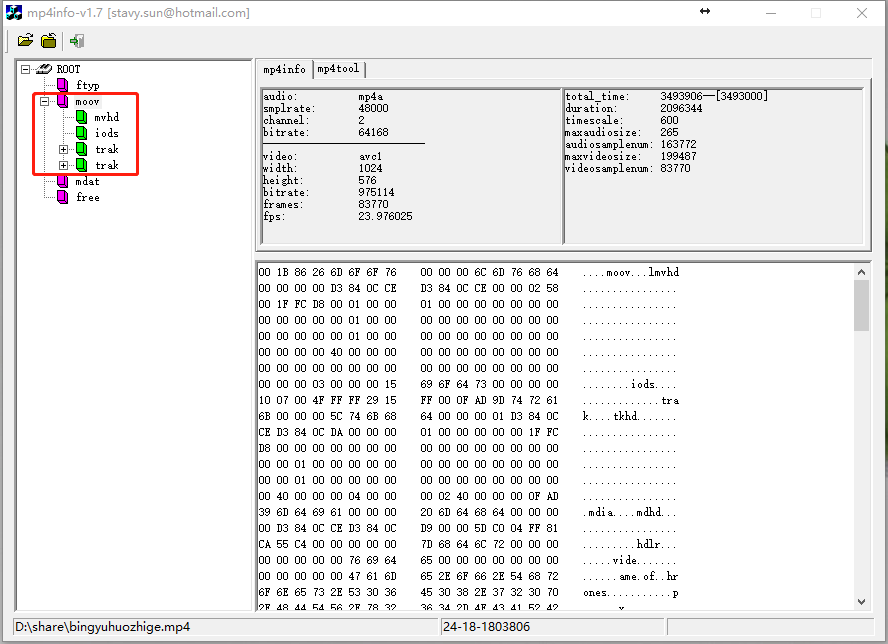 mp4info-v1.7 [stavy.sun@hotmail.com]
ROOT
ftyp
moov
mvhd
iods
trak
trak
mdat
free
mp4info mp4tool
audio: mp4a
smplrate: 48000
channel: 2
bitrate: 64168
video: avc1
width: 1024
height: 576
bitrate: 975114
frames: 83770
fps: 23.976025
total_time: 3493906--[3493000]
duration: 2096344
timescale: 600
maxaudiosize: 265
audiosamplenum: 163772
maxvideosize: 199487
videosamplenum: 83770
00 1B 86 26 6D 6F 6F 76 00 00 00 6C 6D 76 68 64 ....moov...lmvhd
00 00 00 00 D3 84 0C CE D3 84 0C CE 00 00 02 58 ................
00 1F FC D8 00 01 00 00 01 00 00 00 00 00 00 00 ................
00 00 00 00 00 01 00 00 00 00 00 00 00 00 00 00 ................
00 00 00 00 00 01 00 00 00 00 00 00 00 00 00 00 ................
00 00 00 00 40 00 00 00 00 00 00 00 00 00 00 00 ................
00 00 00 00 00 00 00 00 00 00 00 00 00 00 00 00 ................
00 00 00 03 00 00 00 15 69 6F 64 73 00 00 00 00 ........iods....
10 07 00 4F FF FF 29 15 FF 00 0F AD 9D 74 72 61 .............tra
6B 00 00 00 5C 74 6B 68 64 00 00 00 01 D3 84 0C k....tkhd.......
CE D3 84 0C DA 00 00 00 01 00 00 00 00 00 1F FC ................
D8 00 00 00 00 00 00 00 00 00 00 00 00 00 00 00 ................
00 00 01 00 00 00 00 00 00 00 00 00 00 00 00 00 ................
00 00 01 00 00 00 00 00 00 00 00 00 00 00 00 00 ................
00 40 00 00 00 04 00 00 00 02 40 00 00 00 0F AD ................
39 6D 64 69 61 00 00 00 20 6D 64 68 64 00 00 00 .mdia....mdhd...
00 D3 84 0C CE D3 84 0C D9 00 00 5D C0 04 FF 81 ................
CA 55 C4 00 00 00 00 00 7D 68 64 6C 72 00 00 00 .........hdlr...
00 00 00 00 00 76 69 64 65 00 00 00 00 00 00 00 .....vide.......
00 00 00 00 00 47 61 6D 65 2E 6F 66 2E 54 68 72 ......ame.of..hr
6F 6E 65 73 2E 53 30 36 45 30 38 2E 37 32 30 70 ones...........p
2E 48 44 54 56 2E 78 32 36 34 2D 4F 43 41 52 42 ........x.......
D:\share\bingyuhuozhige.mp4 24-18-1803806